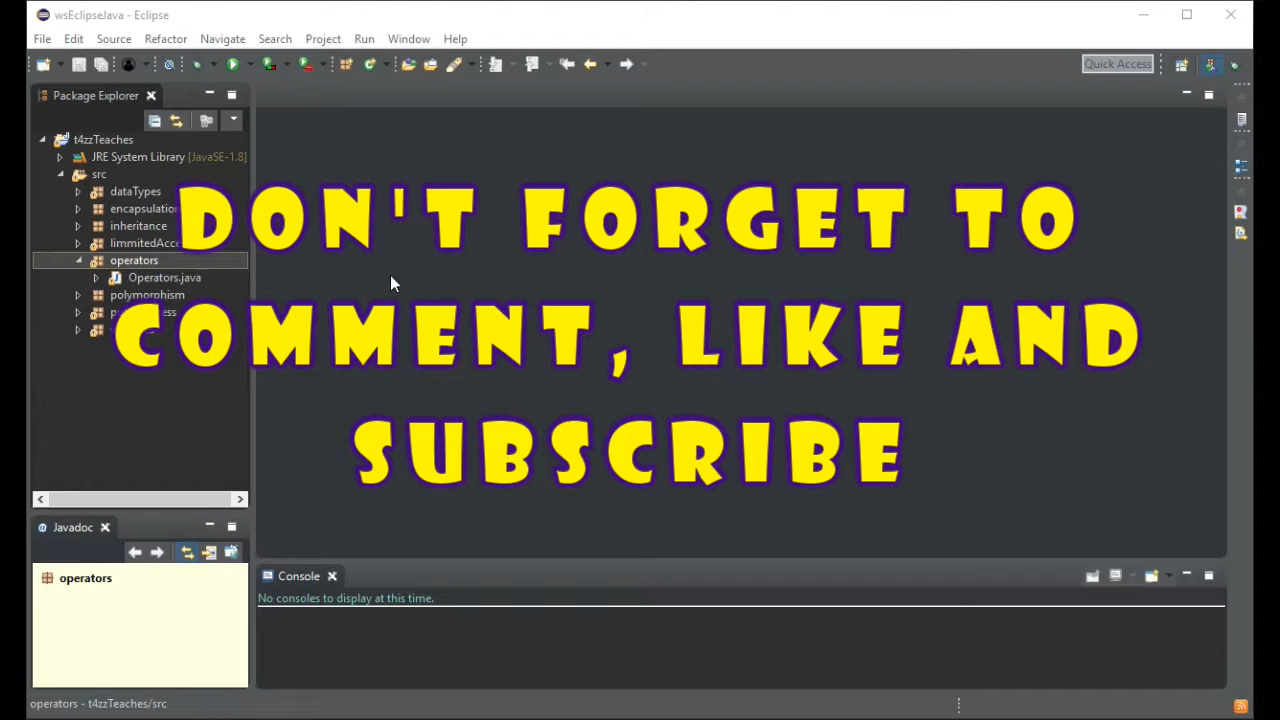 wsEclipseJava - Eclipse
File Edit Source Refactor Navigate Search Project Run Window Help
Quick Access
Package Explorer
t4zzTeaches
JRE System Library [JavaSE-1.8]
src
dataTypes
encapsulation
inheritance
operators
Operators.java
polymorphism
DON'T FORGET TO
COMMENT, LIKE AND
SUBSCRIBE
Javadoc
operators
Console
No consoles to display at this time.
operators - t4zzTeaches/src